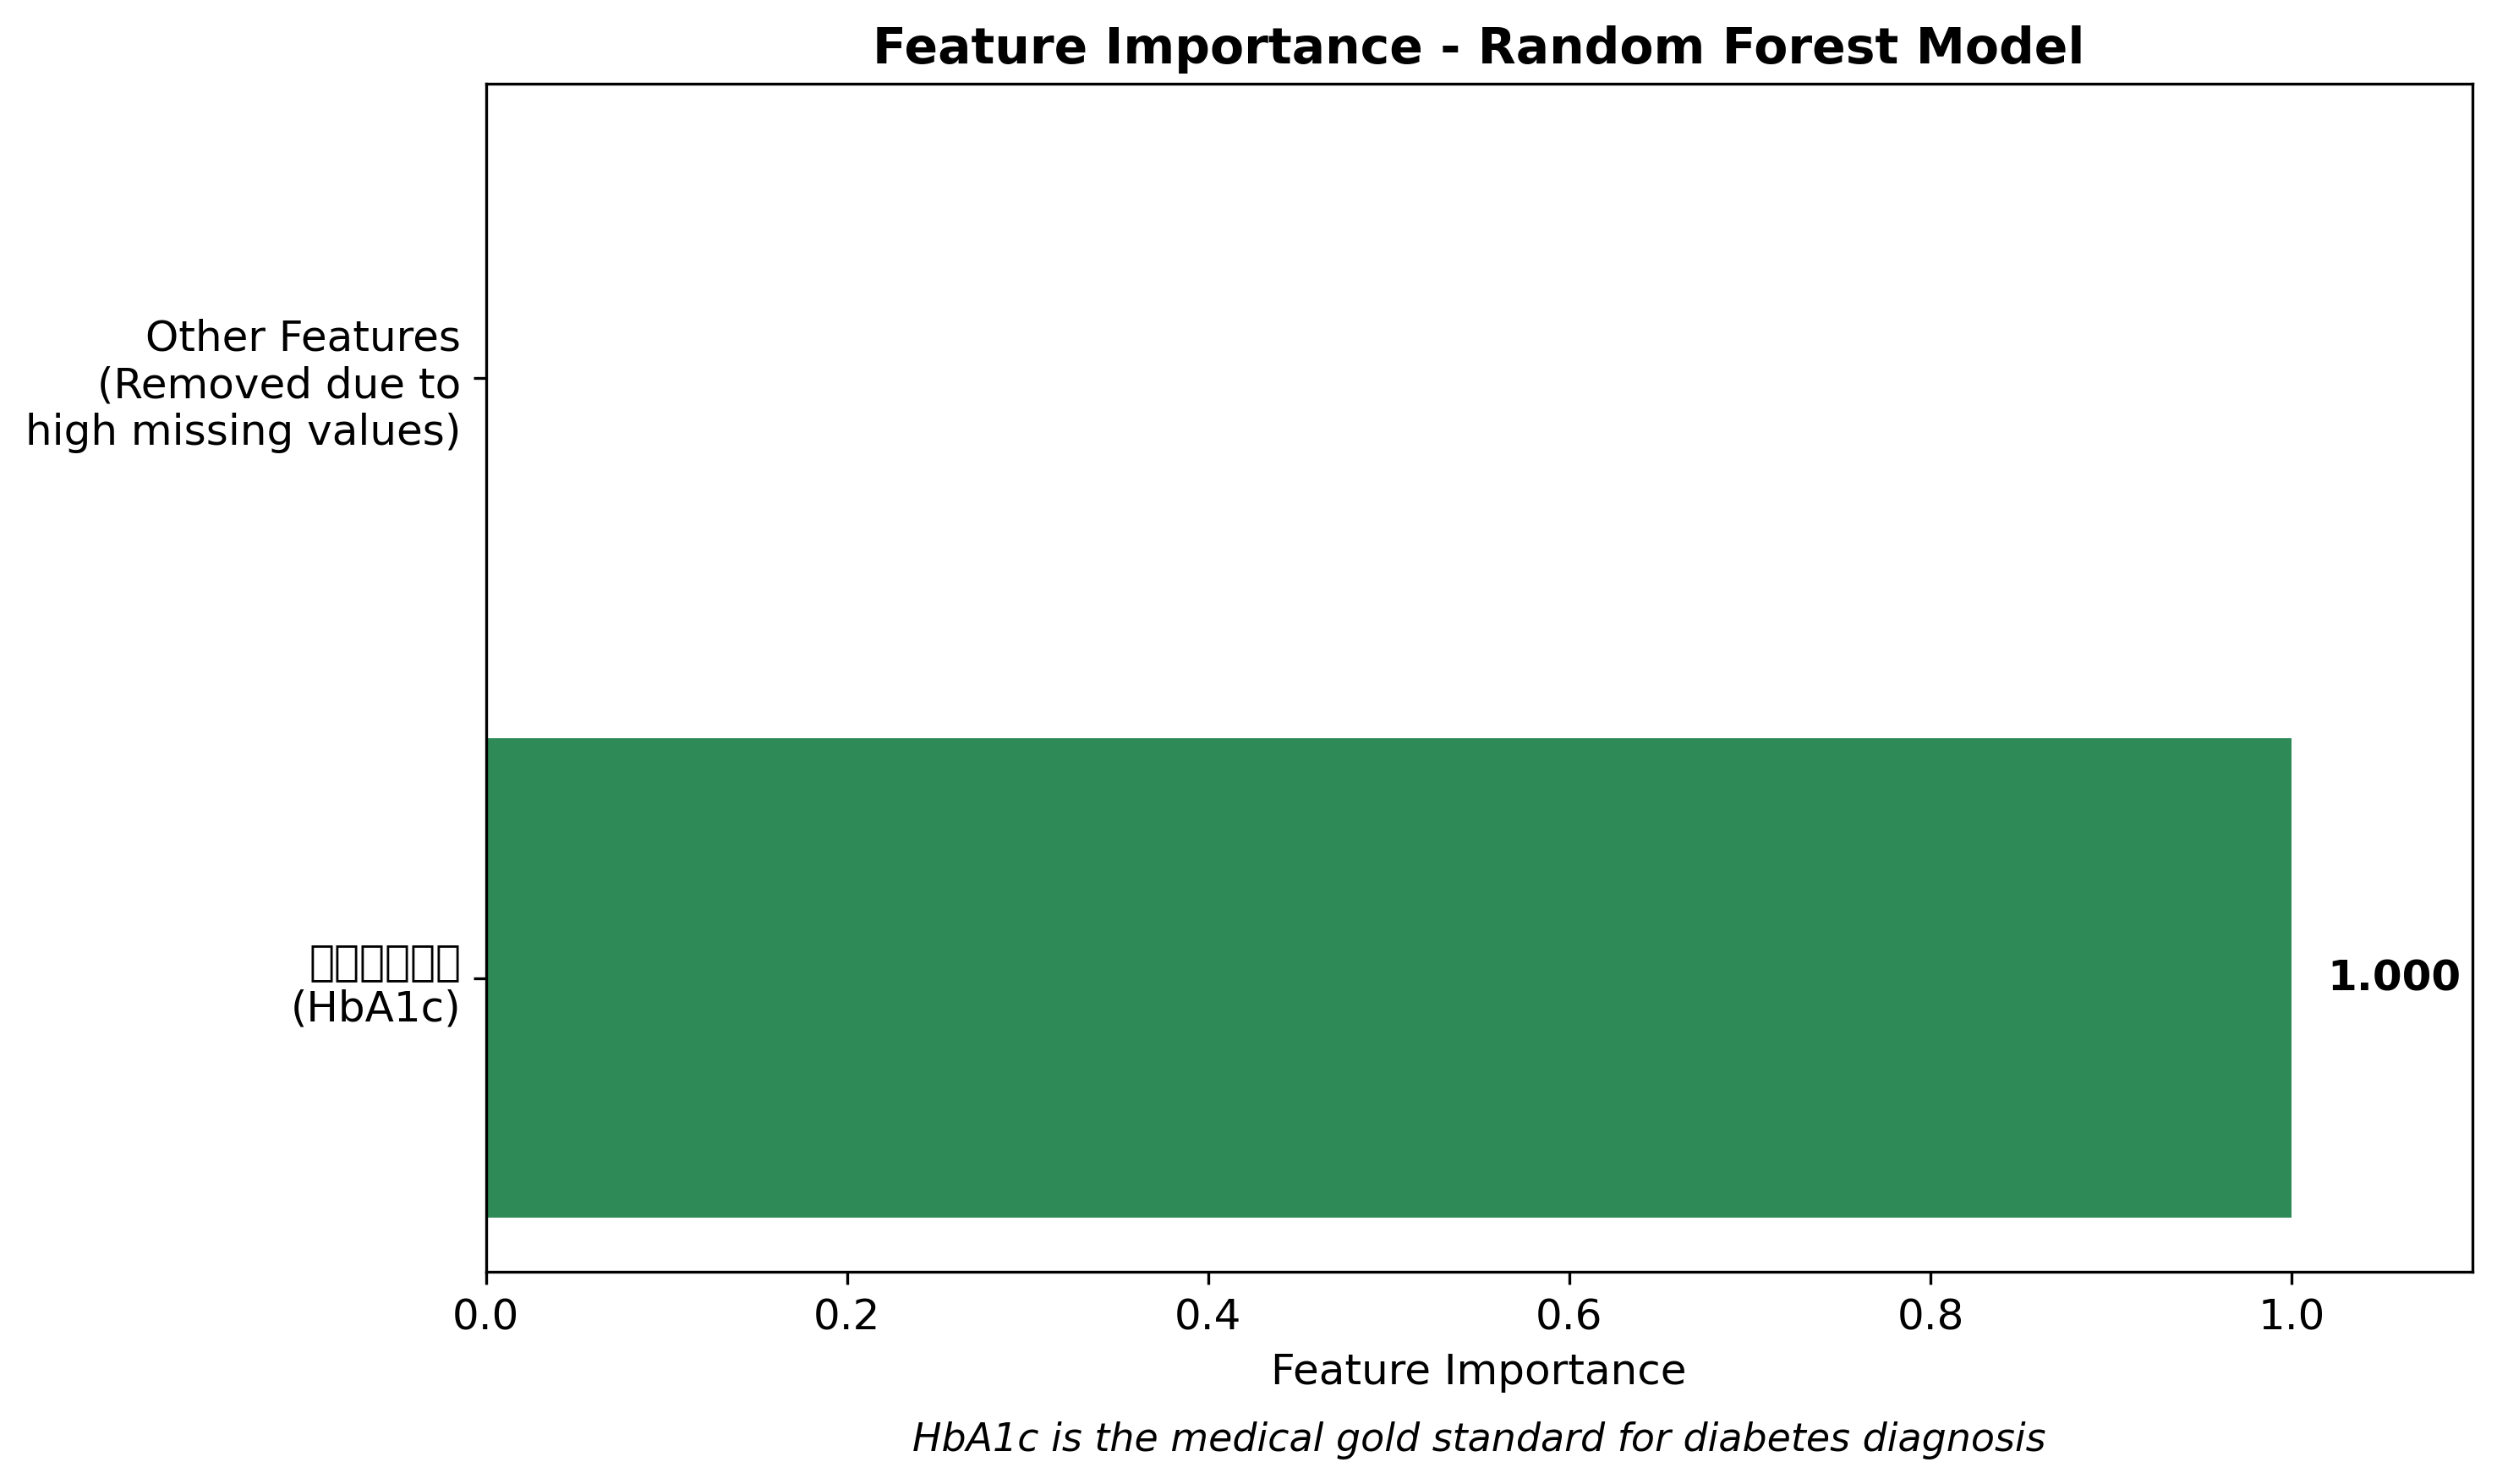 Feature Importance - Random Forest Model
Other Features
(Removed due to
high missing values)
(HbA1c)
1.000
0.0
0.2
0.4
0.6
0.8
1.0
Feature Importance
HbA1c is the medical gold standard for diabetes diagnosis